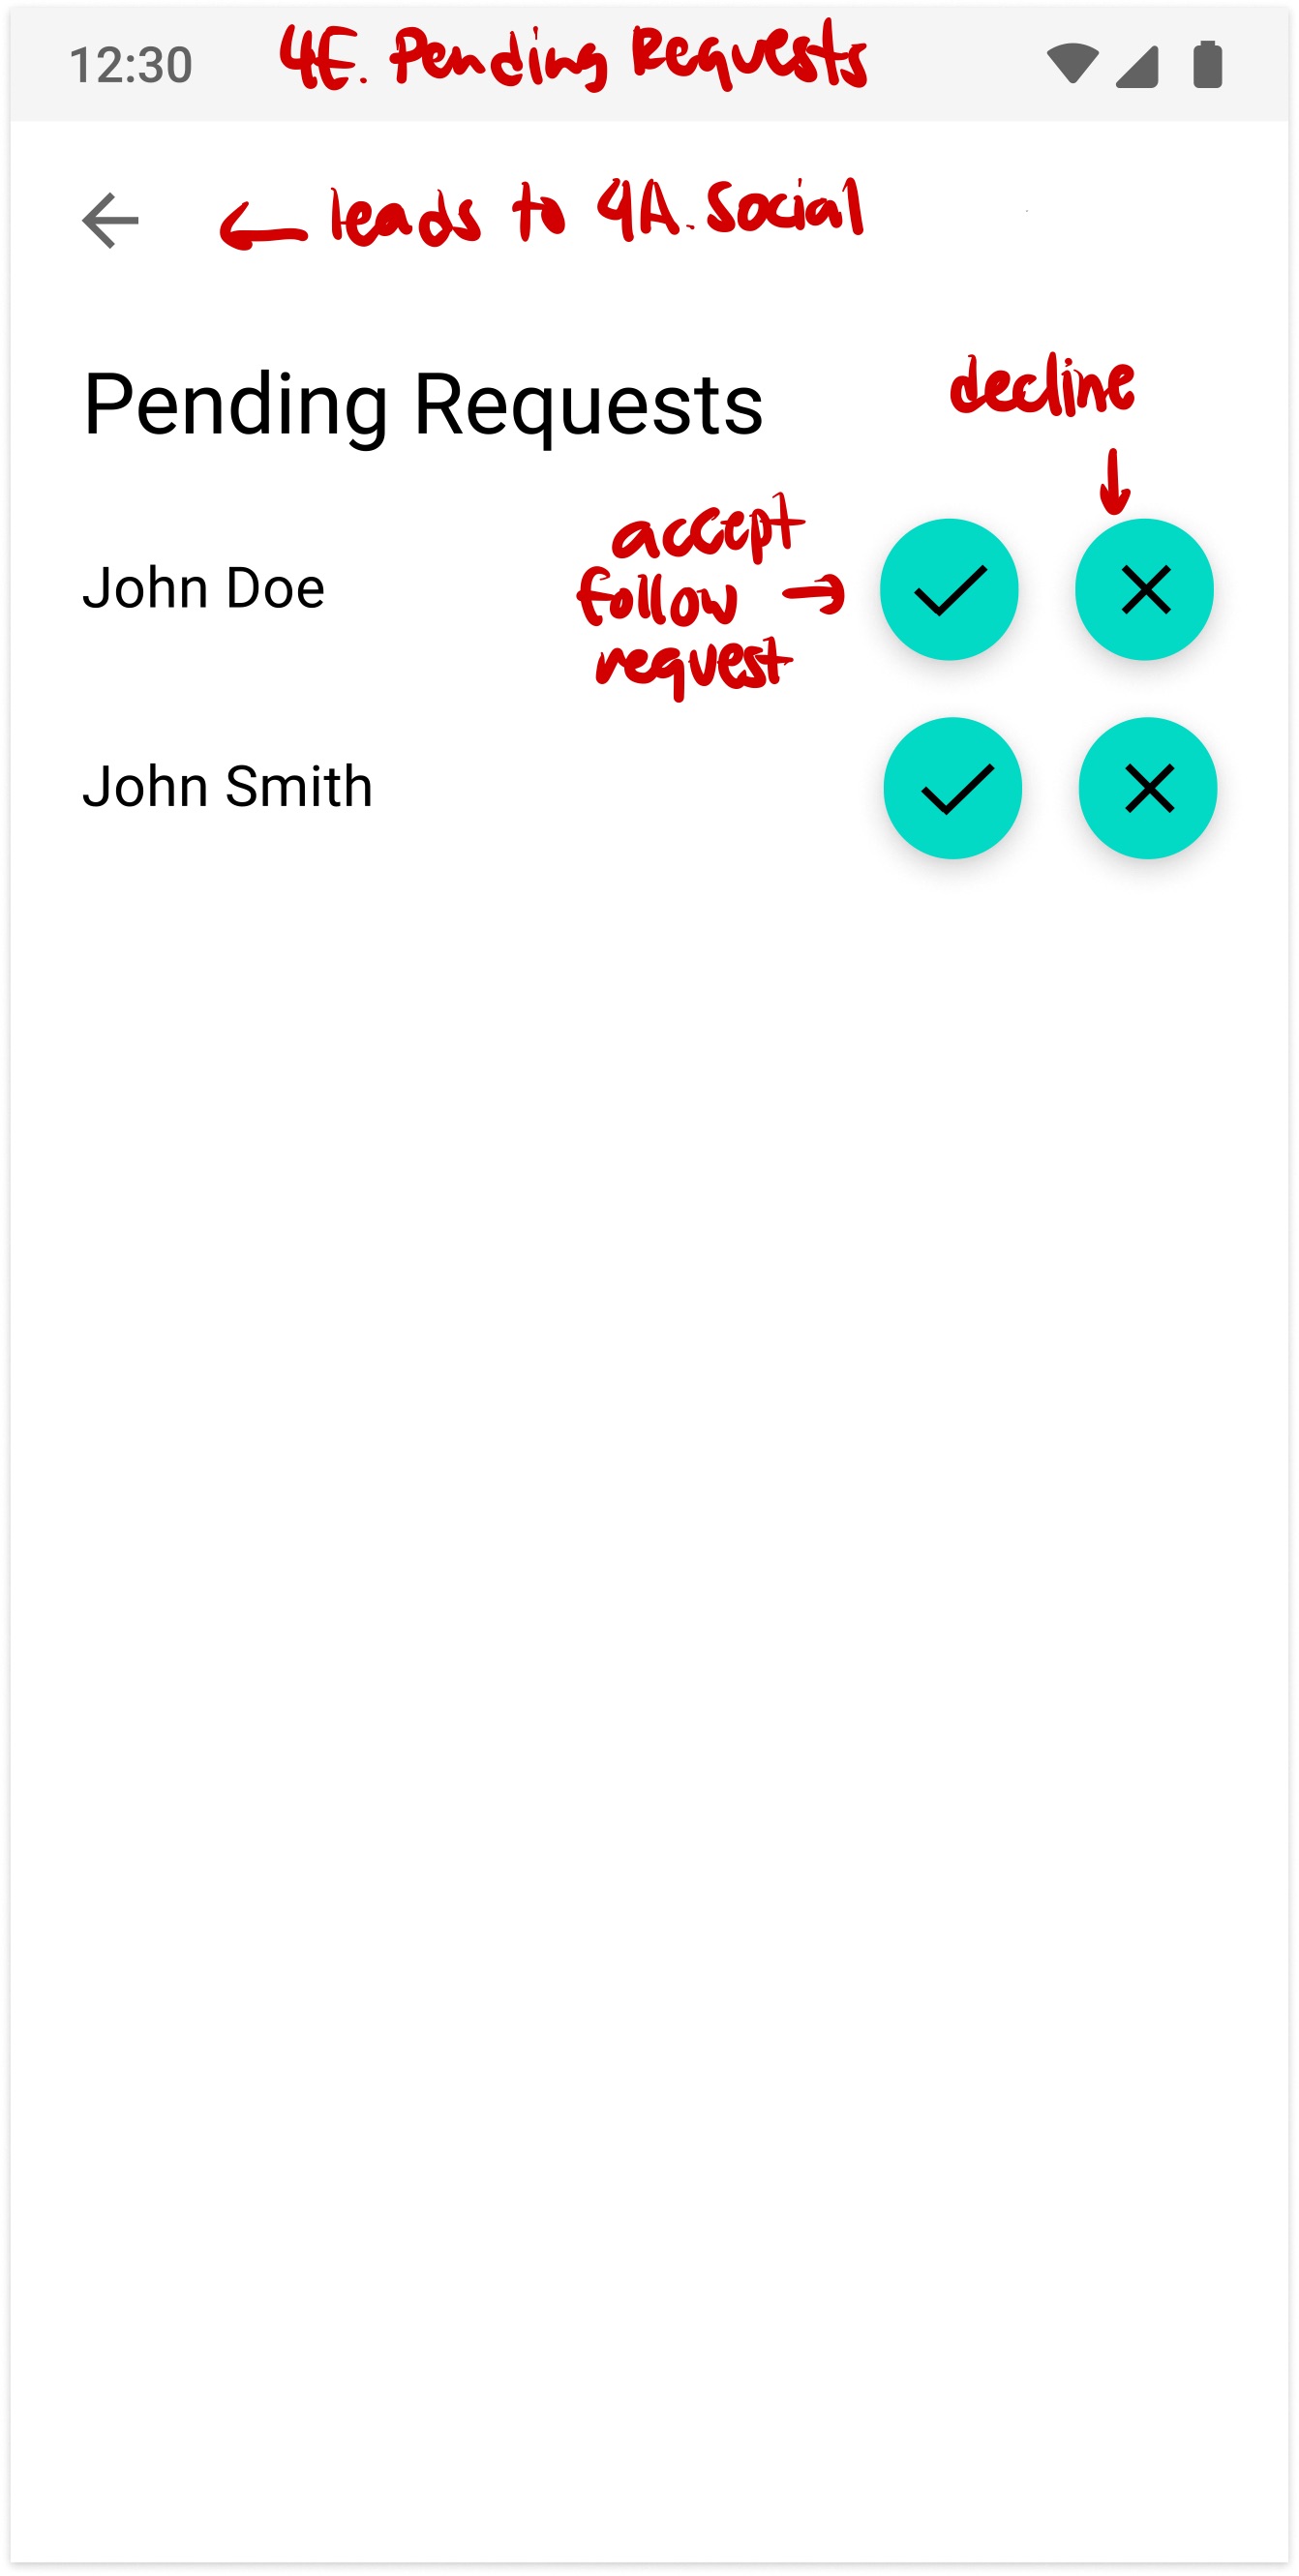 12:30 4E. Pending Requests
← leads to 4A. Social
Pending Requests
decline
accept
John Doe
follow →
request
John Smith